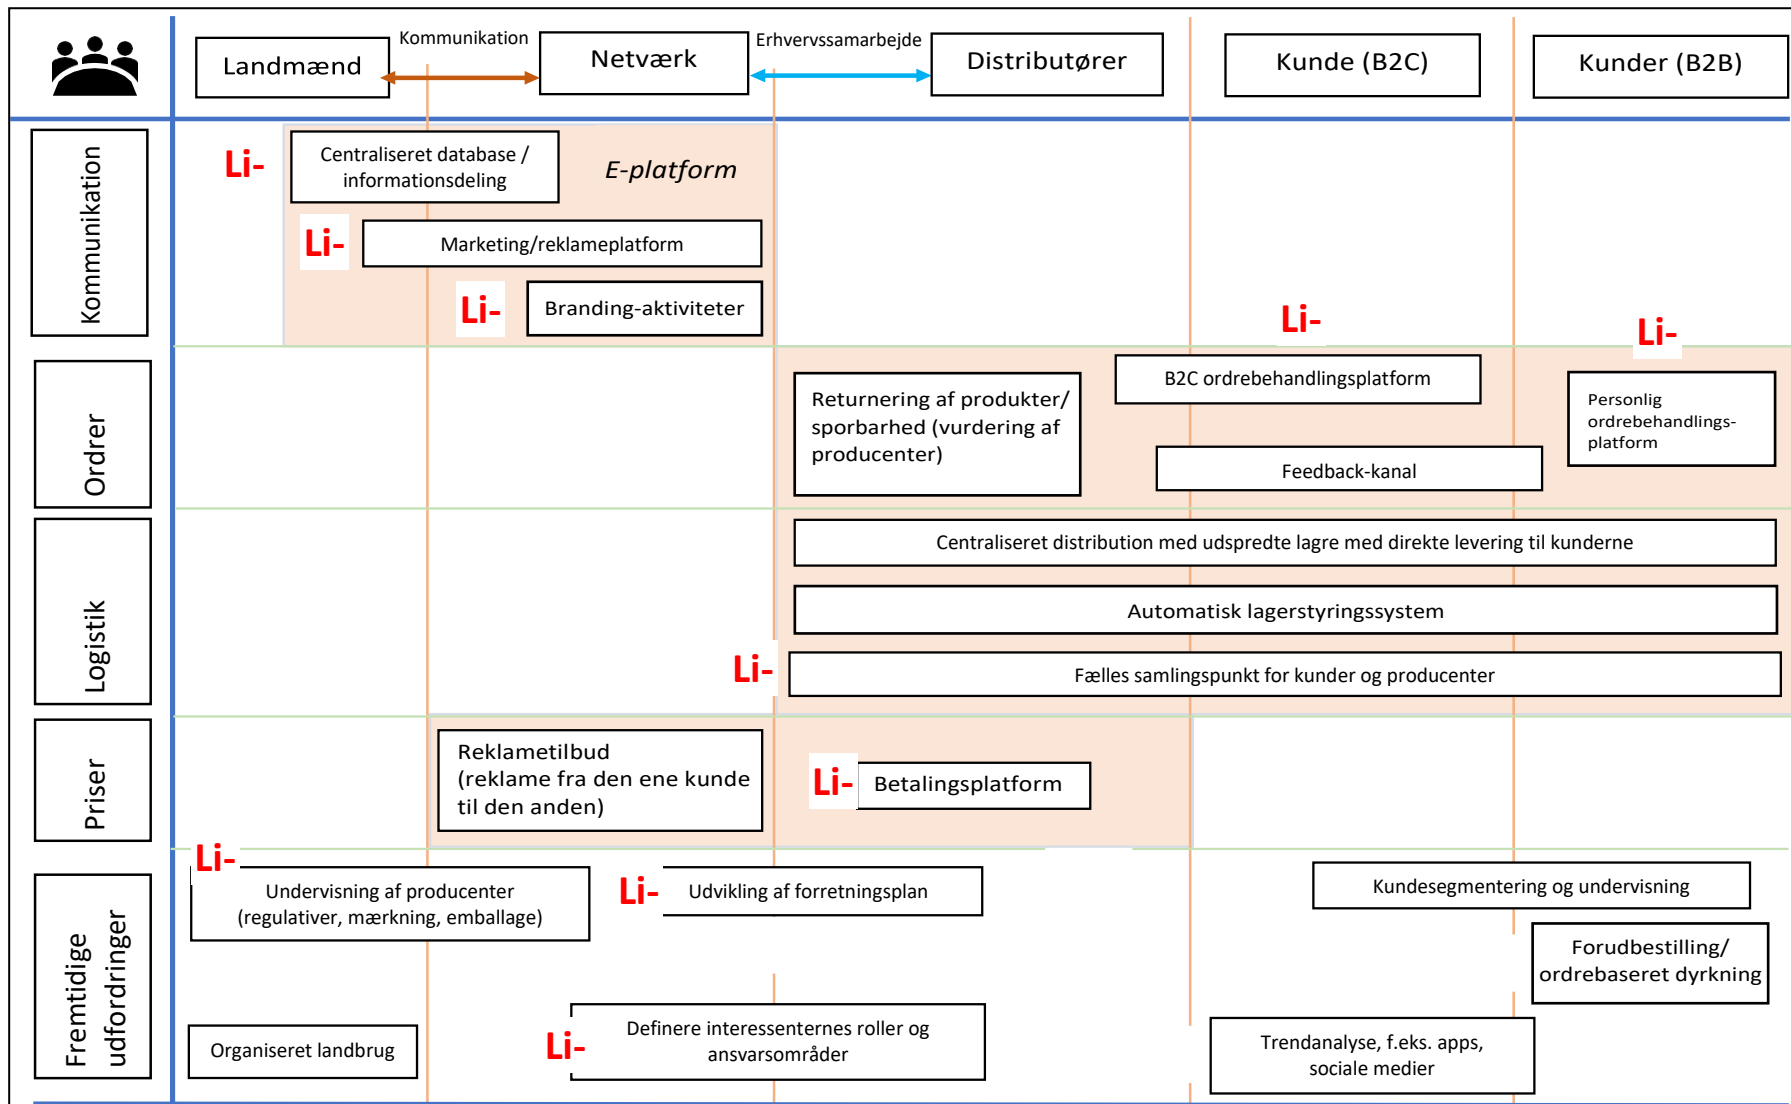 Landmænd
Kommunikation
Netværk
Erhvervssamarbejde
Distributører
Kunde (B2C)
Kunder (B2B)
Kommunikation
Li-
Centraliseret database /
informationsdeling
E-platform
Li-
Marketing/reklameplatform
Li-
Branding-aktiviteter
Li-
Li-
Ordrer
Returnering af produkter/
sporbarhed (vurdering af
producenter)
B2C ordrebehandlingsplatform
Feedback-kanal
Personlig
ordrebehandlings-
platform
Logistik
Centraliseret distribution med udspredte lagre med direkte levering til kunderne
Automatisk lagerstyringssystem
Li-
Fælles samlingspunkt for kunder og producenter
Priser
Reklametilbud
(reklame fra den ene kunde
til den anden)
Li-
Betalingsplatform
Fremtidige
udfordringer
Li-
Undervisning af producenter
(regulativer, mærkning, emballage)
Li-
Udvikling af forretningsplan
Kundesegmentering og undervisning
Forudbestilling/
ordrebaseret dyrkning
Organiseret landbrug
Li-
Definere interessenternes roller og
ansvarsområder
Trendanalyse, f.eks. apps,
sociale medier